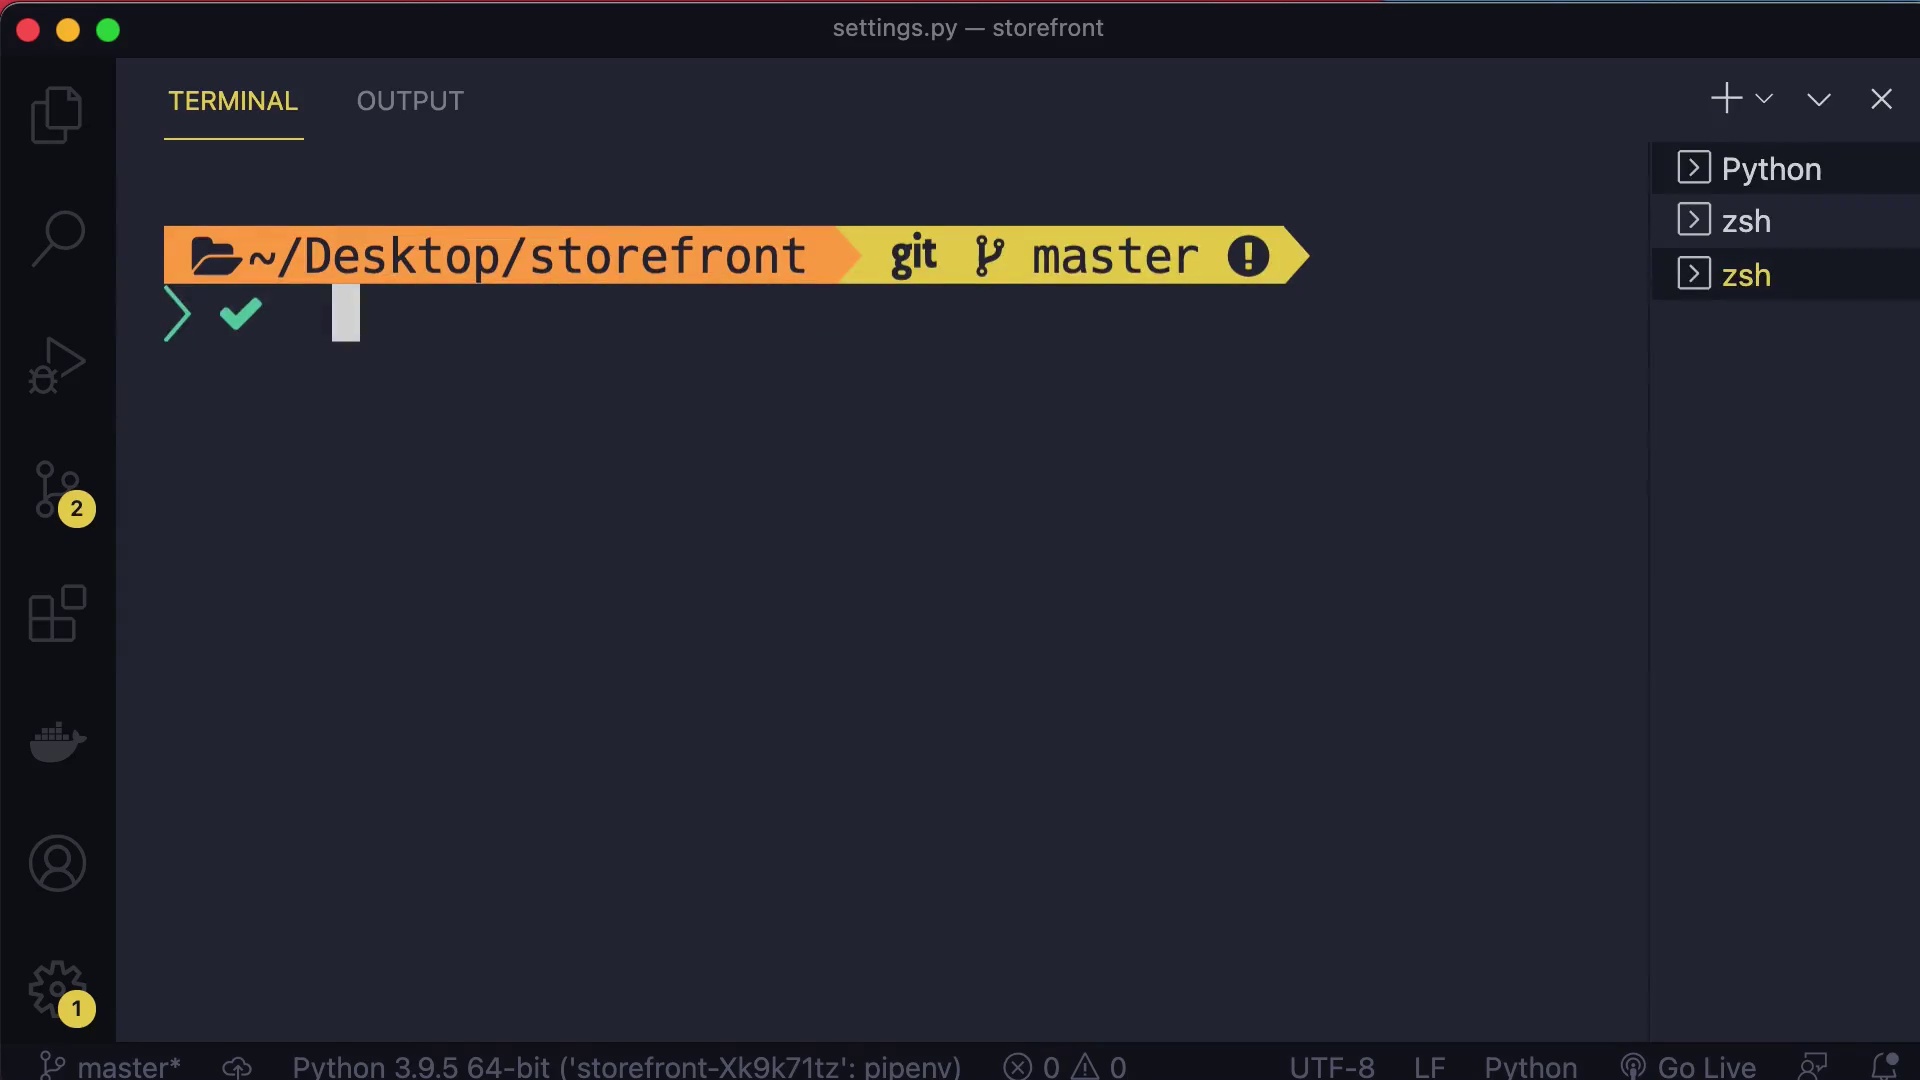 settings.py — storefront
TERMINAL
OUTPUT
Python
zsh
zsh
~/Desktop/storefront git master
2
1
master*
Python 3.9.5 64-bit ('storefront-Xk9k71tz': pipenv)
0
0
UTF-8
LF
Python
Go Live